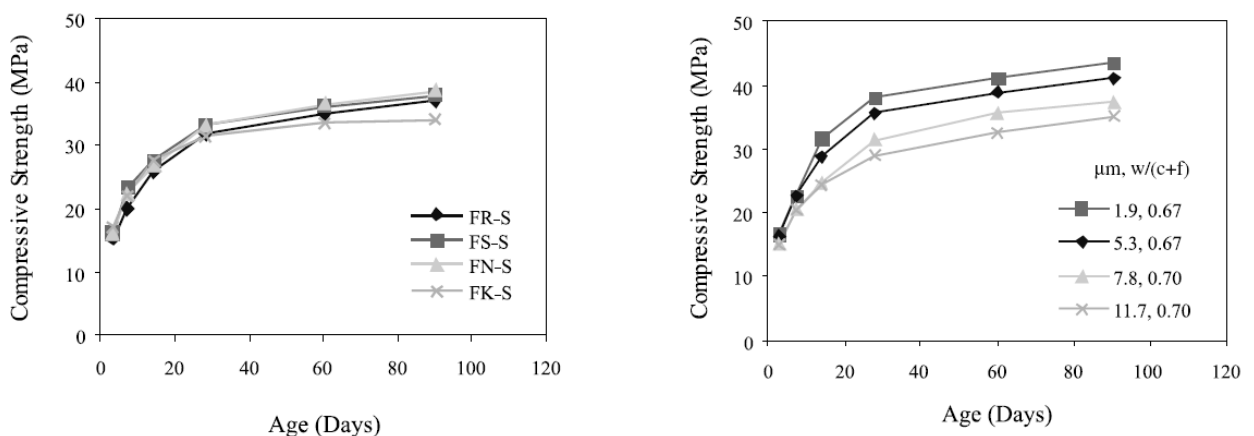 Compressive Strength (MPa)
50
40
30
20
10
0
0 20 40 60 80 100 120
Age (Days)
FR-S
FS-S
FN-S
FK-S
Compressive Strength (MPa)
50
40
30
20
10
0
0 20 40 60 80 100 120
Age (Days)
μm, w/(c+f)
1.9, 0.67
5.3, 0.67
7.8, 0.70
11.7, 0.70